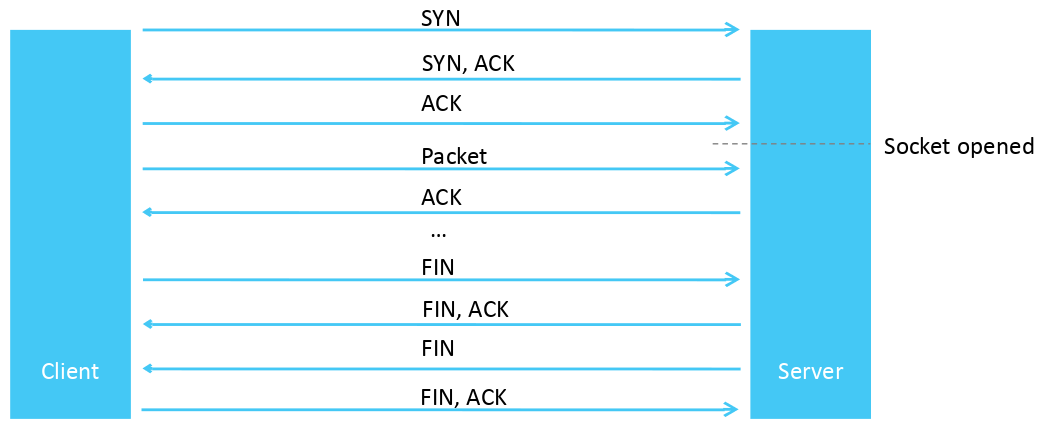 SYN
SYN, ACK
ACK
Socket opened
Packet
ACK
...
FIN
FIN, ACK
FIN
Client
Server
FIN, ACK